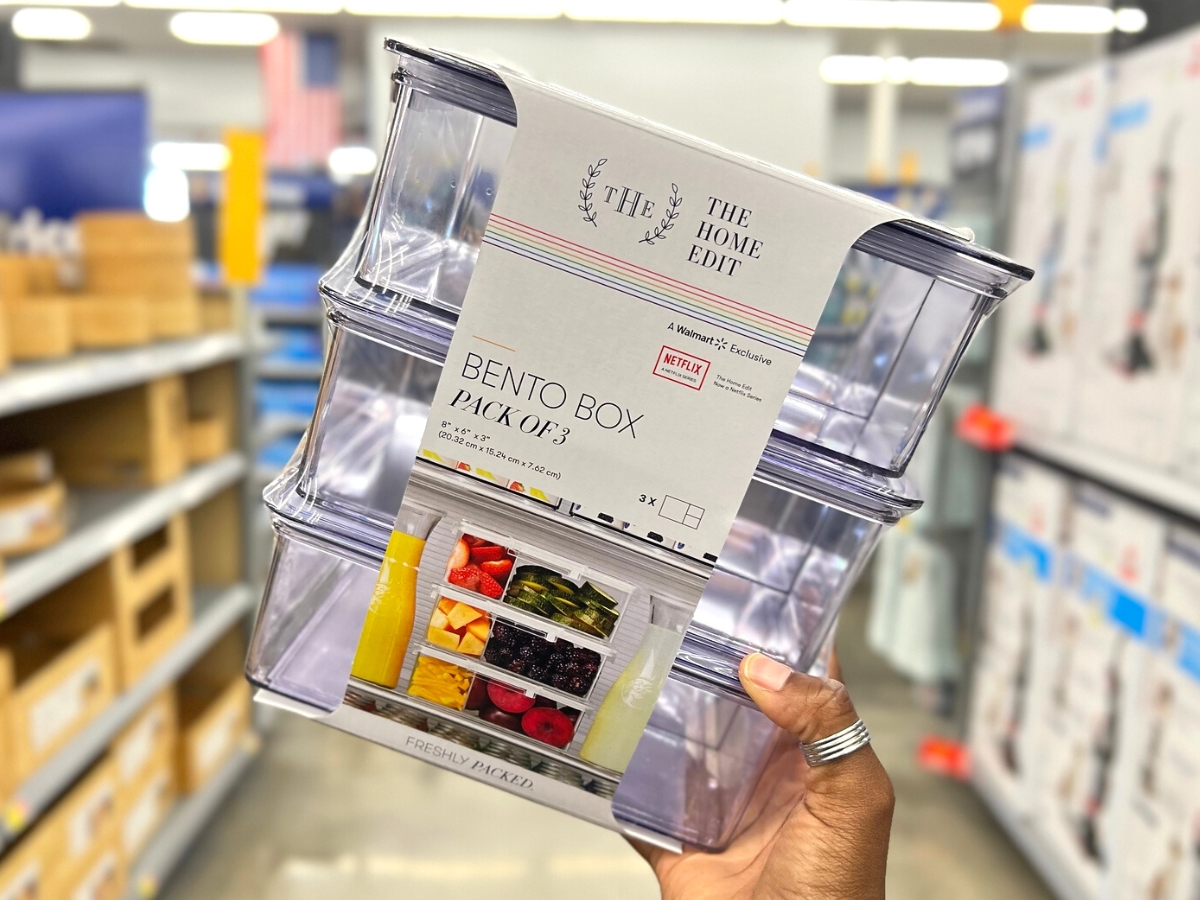 THE
THE
HOME
EDIT
A Walmart Exclusive
NETFLIX
A NETFLIX SERIES
The Home Edit
Now a Netflix Series
BENTO BOX
PACK OF 3
8" x 6" x 3"
(20.32 cm x 15.24 cm x 7.62 cm)
3 X
FRESHLY PACKED.